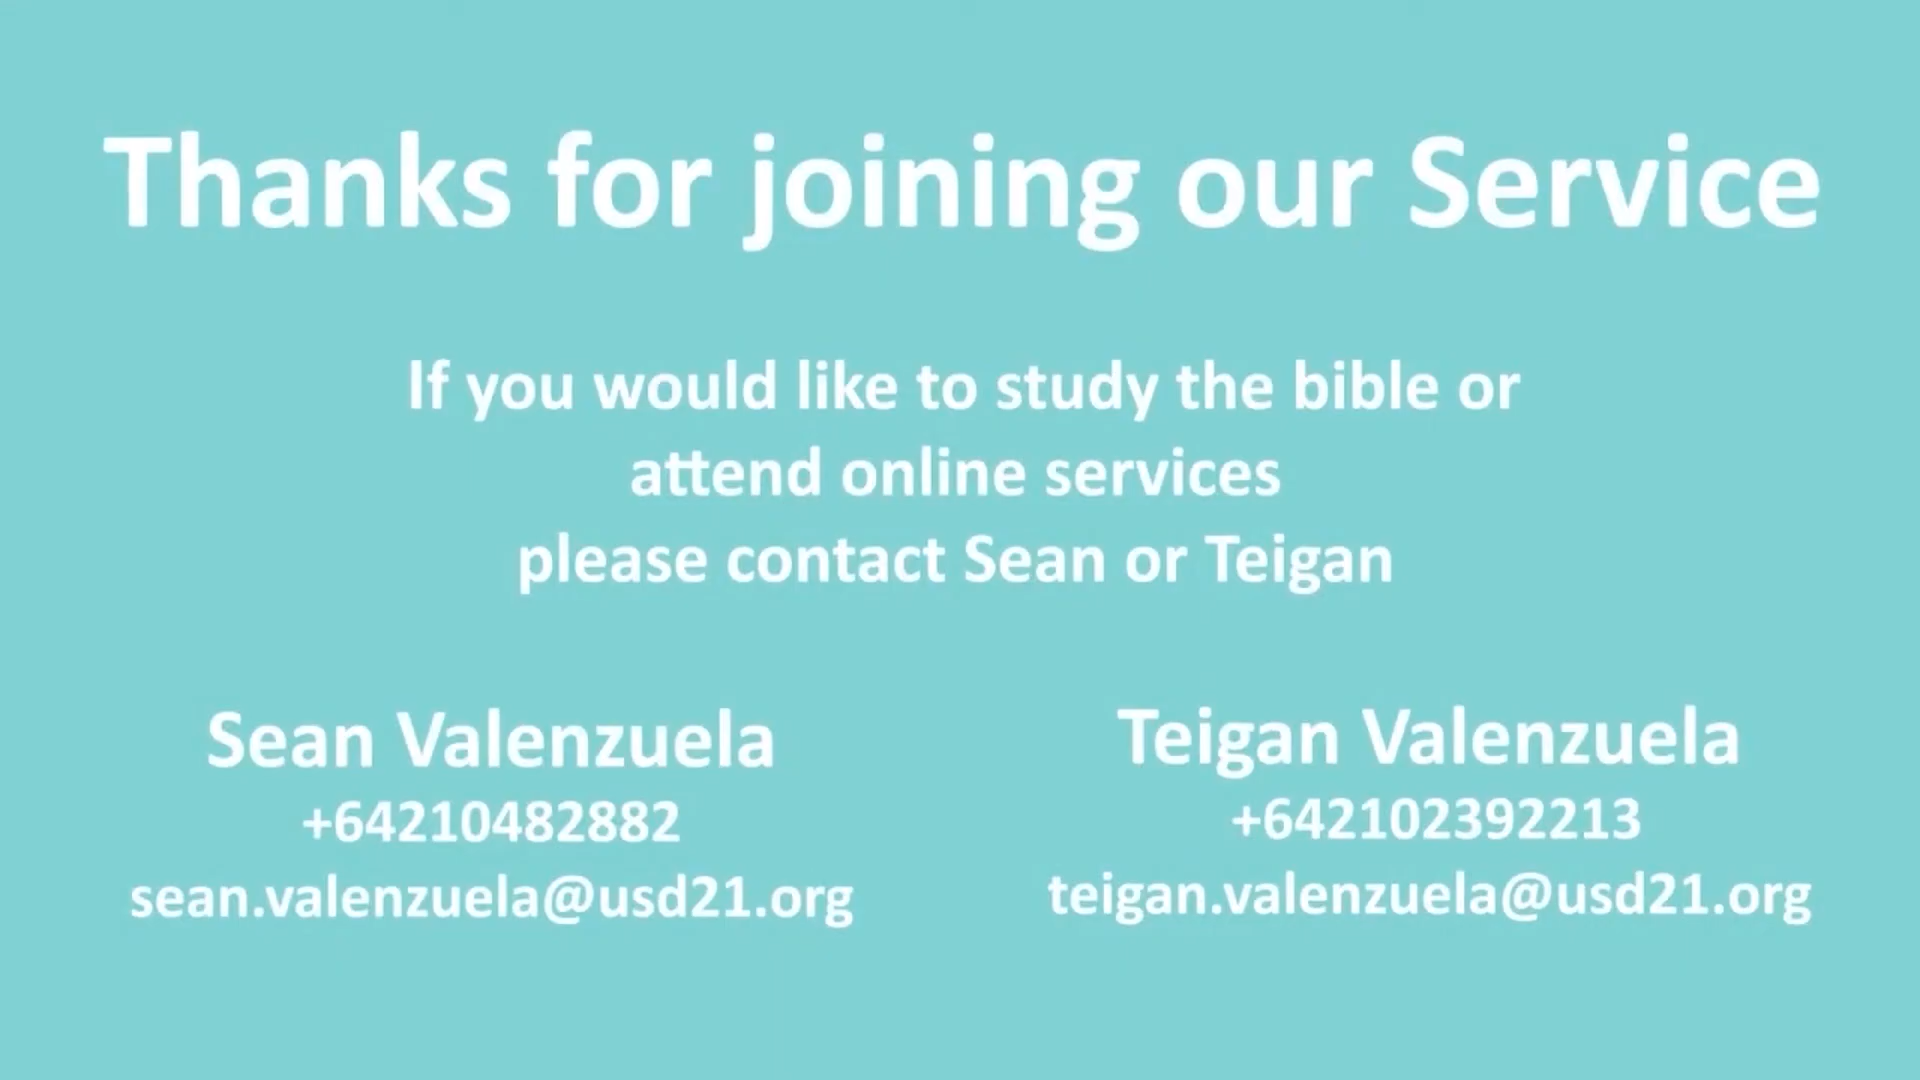 Thanks for joining our Service
If you would like to study the bible or
attend online services
please contact Sean or Teigan
Sean Valenzuela
+64210482882
sean.valenzuela@usd21.org
Teigan Valenzuela
+642102392213
teigan.valenzuela@usd21.org